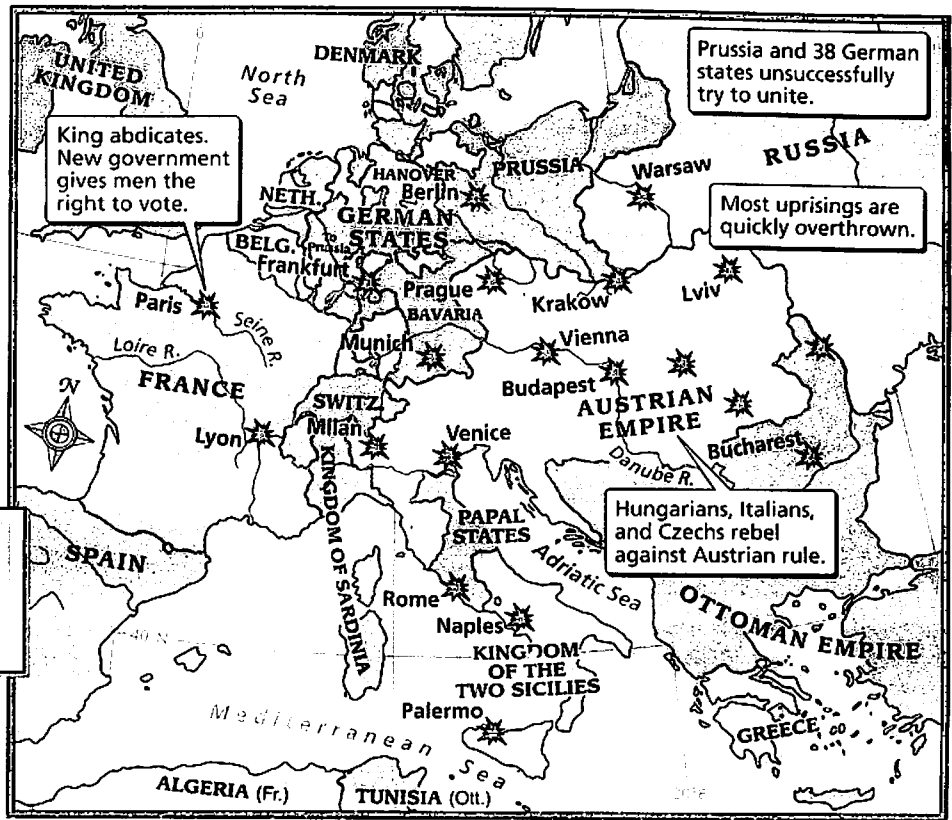 UNITED
KINGDOM
North
Sea
DENMARK
Prussia and 38 German
states unsuccessfully
try to unite.
King abdicates.
New government
gives men the
right to vote.
NETH.
HANOVER
Berlin
PRUSSIA
Warsaw
RUSSIA
Most uprisings are
quickly overthrown.
GERMAN
STATES
BELG.
To
Prussia
Frankfurt
Prague
Kraków
Lviv
BAVARIA
Paris
Seine R.
Loire R.
Munich
Vienna
Budapest
N
FRANCE
SWITZ.
AUSTRIAN
EMPIRE
Lyon
Milan
Venice
Bucharest
Danube R.
Hungarians, Italians,
and Czechs rebel
against Austrian rule.
KINGDOM OF SARDINIA
PAPAL
STATES
Adriatic Sea
SPAIN
Rome
Naples
OTTOMAN EMPIRE
40 N
KINGDOM
OF THE
TWO SICILIES
Palermo
Mediterranean
Sea
GREECE
ALGERIA (Fr.)
TUNISIA (Ott.)
0